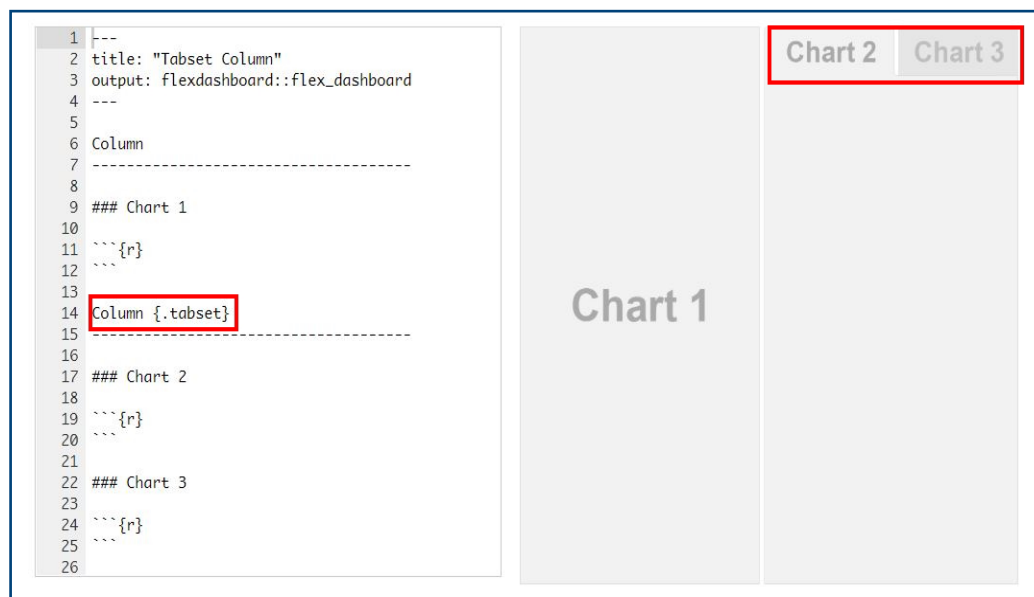 1 ---
2 title: "Tabset Column"
3 output: flexdashboard::flex_dashboard
4 ---
5
6 Column
7 -------------------------------------
8
9 ### Chart 1
10
11 ```{r}
12 ```
13
14 Column {.tabset}
15 -------------------------------------
16
17 ### Chart 2
18
19 ```{r}
20 ```
21
22 ### Chart 3
23
24 ```{r}
25 ```
26
Chart 1
Chart 2 Chart 3